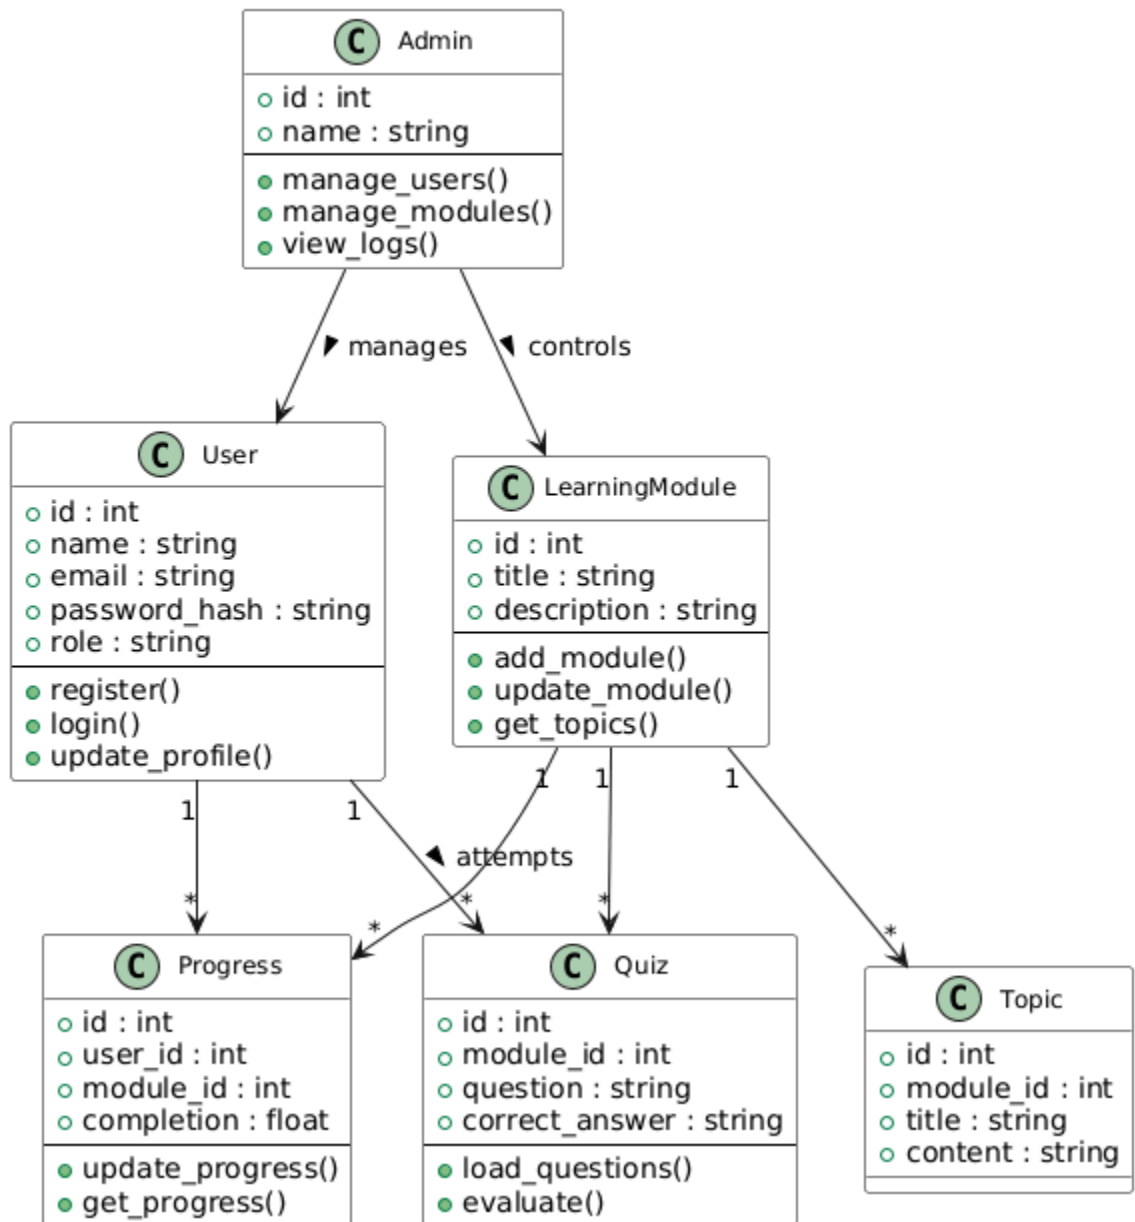 C Admin
id : int
name : string
manage_users()
manage_modules()
view_logs()
manages
controls
C User
id : int
name : string
email : string
password_hash : string
role : string
register()
login()
update_profile()
C LearningModule
id : int
title : string
description : string
add_module()
update_module()
get_topics()
1
1
1
1
1
attempts
*
*
*
*
*
C Progress
id : int
user_id : int
module_id : int
completion : float
update_progress()
get_progress()
C Quiz
id : int
module_id : int
question : string
correct_answer : string
load_questions()
evaluate()
C Topic
id : int
module_id : int
title : string
content : string